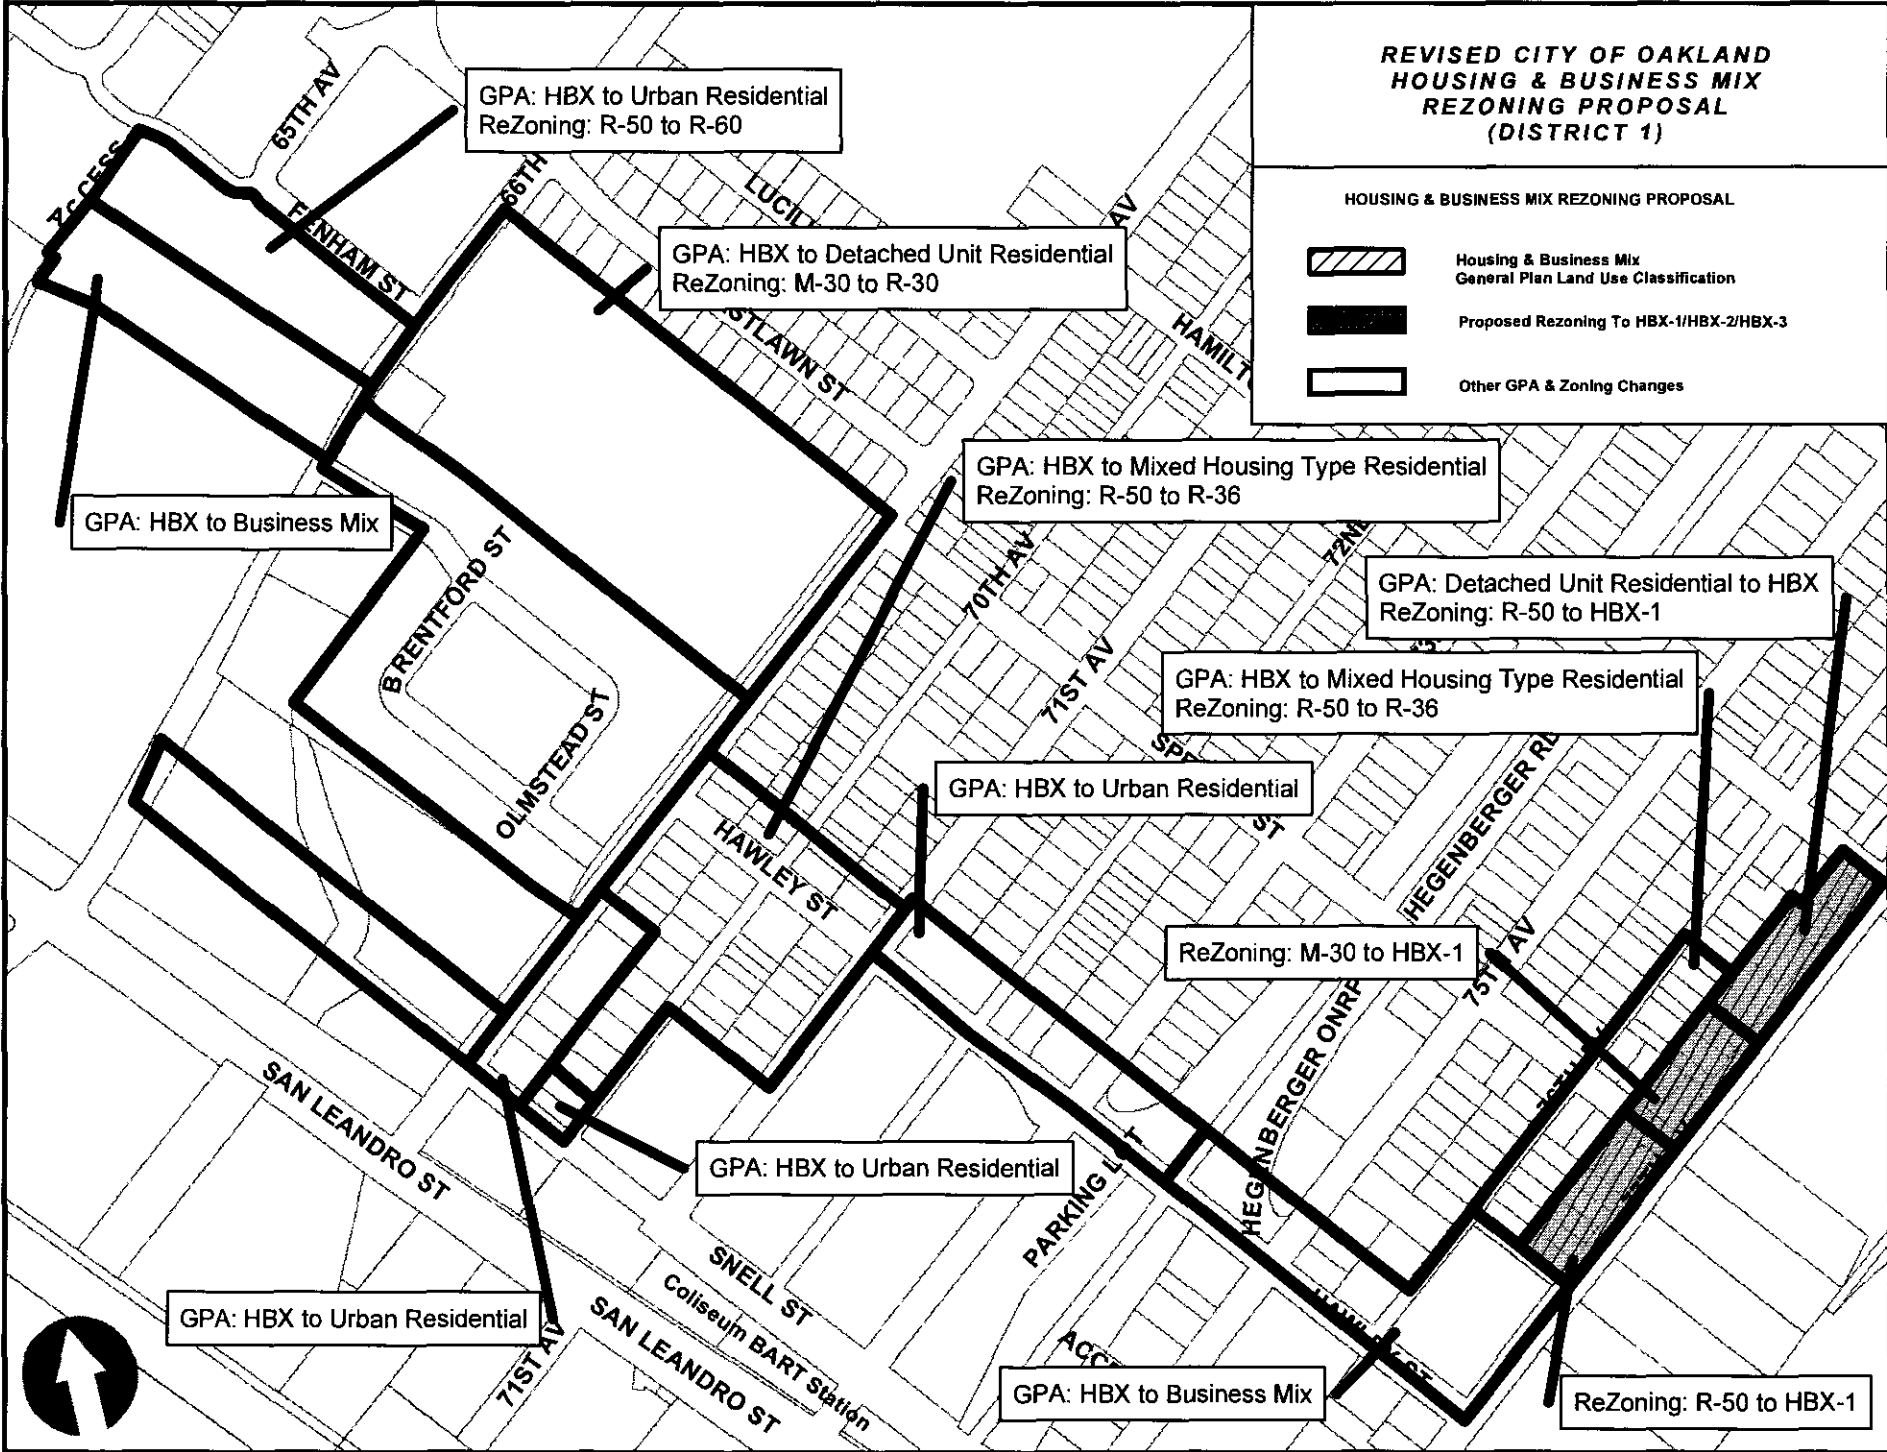 REVISED CITY OF OAKLAND
HOUSING & BUSINESS MIX
REZONING PROPOSAL
(DISTRICT 1)
HOUSING & BUSINESS MIX REZONING PROPOSAL
Housing & Business Mix
General Plan Land Use Classification
Proposed Rezoning To HBX-1/HBX-2/HBX-3
Other GPA & Zoning Changes
GPA: HBX to Urban Residential
ReZoning: R-50 to R-60
65TH AV
ACCESS
FENHAM ST
66TH
GPA: HBX to Detached Unit Residential
ReZoning: M-30 to R-30
AV
GPA: HBX to Mixed Housing Type Residential
ReZoning: R-50 to R-36
GPA: HBX to Business Mix
BRENTFORD ST
70TH AV
GPA: Detached Unit Residential to HBX
ReZoning: R-50 to HBX-1
71ST AV
GPA: HBX to Mixed Housing Type Residential
ReZoning: R-50 to R-36
OLMSTEAD ST
ST
GPA: HBX to Urban Residential
HEGENBERGER RD
HAWLEY ST
ReZoning: M-30 to HBX-1
75TH AV
HEGENBERGER
SAN LEANDRO ST
GPA: HBX to Urban Residential
PARKING
SNELL ST
Coliseum BART Station
GPA: HBX to Urban Residential
71ST AV
SAN LEANDRO ST
GPA: HBX to Business Mix
ReZoning: R-50 to HBX-1